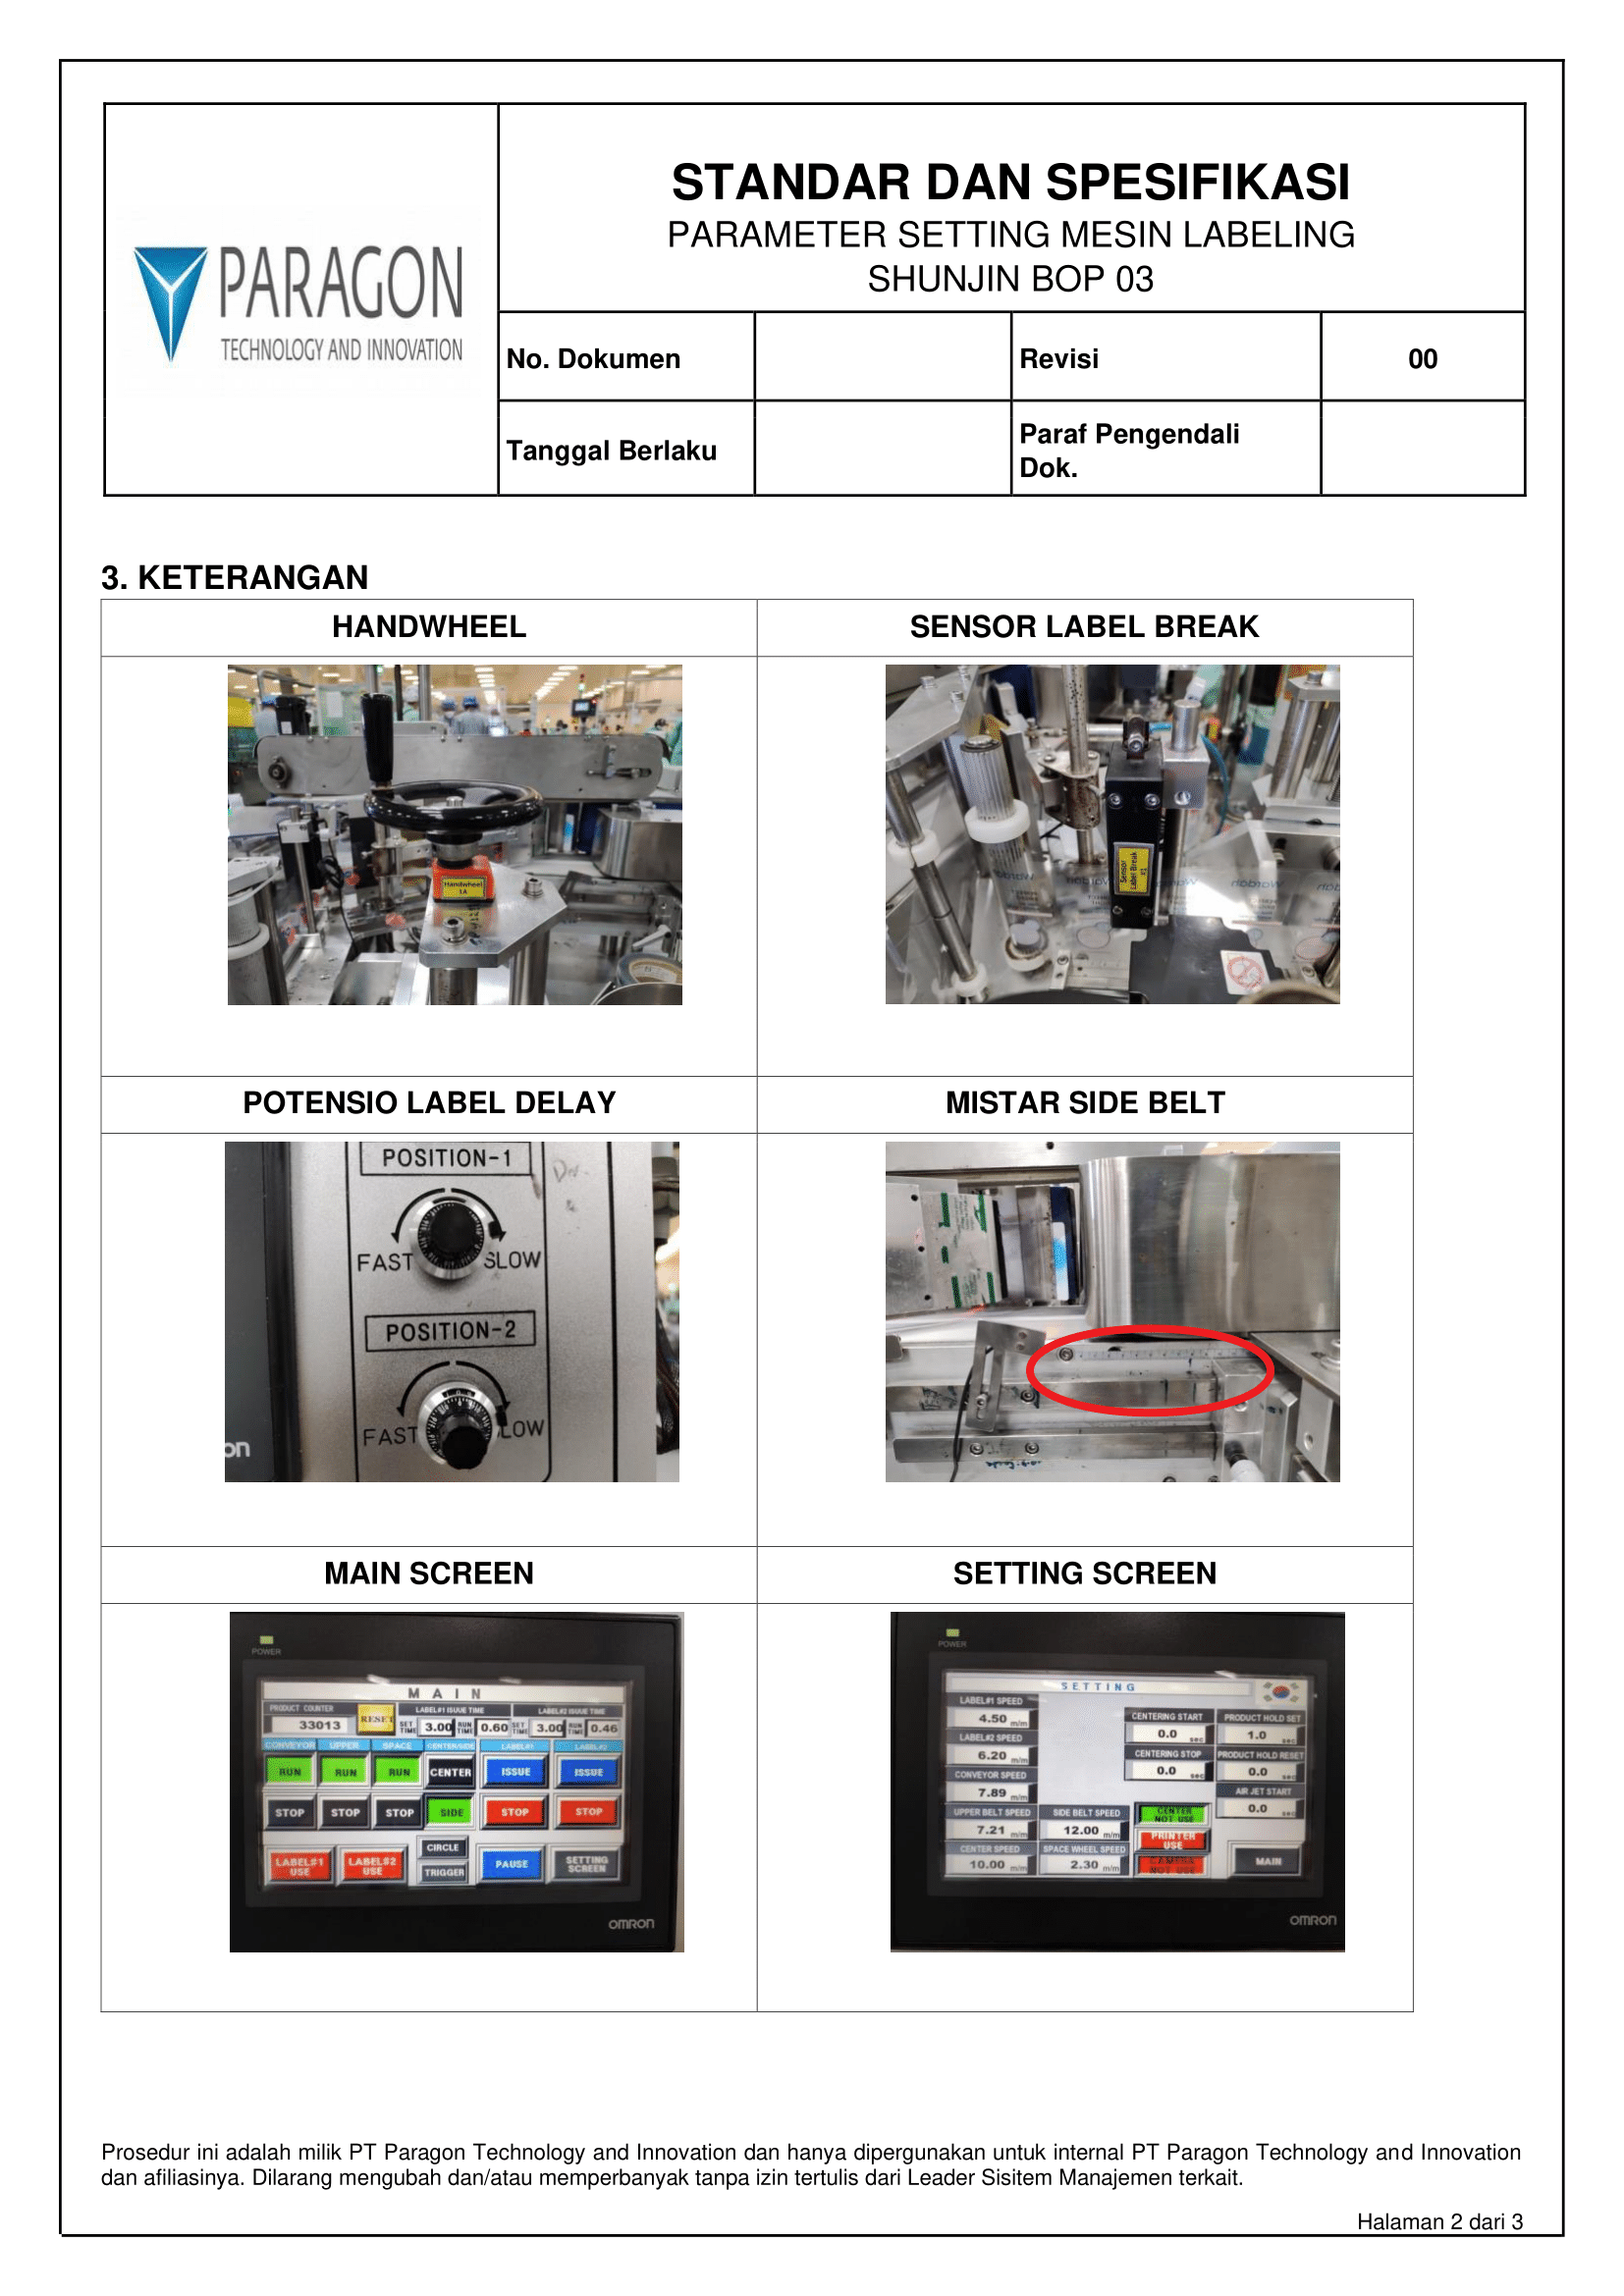 PARAGON
TECHNOLOGY AND INNOVATION
STANDAR DAN SPESIFIKASI
PARAMETER SETTING MESIN LABELING
SHUNJIN BOP 03
No. Dokumen
Revisi
00
Tanggal Berlaku
Paraf Pengendali
Dok.
3. KETERANGAN
HANDWHEEL
SENSOR LABEL BREAK
Handwheel
1A
Sensor
Label Break
#1
POTENSIO LABEL DELAY
MISTAR SIDE BELT
POSITION-1
FAST
SLOW
POSITION-2
FAST
SLOW
on
MAIN SCREEN
SETTING SCREEN
POWER
MAIN
PRODUCT COUNTER
33013
RESET
LABEL#1 ISUUE TIME
LABEL#2 ISUUE TIME
SET TIME 3.00 RUN TIME 0.60 SET TIME 3.00 RUN TIME 0.46
CONVEYOR UPPER SPACE CENTER/SIDE LABEL#1 LABEL#2
RUN RUN RUN CENTER ISSUE ISSUE
STOP STOP STOP SIDE STOP STOP
LABEL#1 USE
LABEL#2 USE
CIRCLE
TRIGGER
PAUSE
SETTING SCREEN
OMRON
POWER
SETTING
LABEL#1 SPEED
4.50 m/m
LABEL#2 SPEED
6.20 m/m
CONVEYOR SPEED
7.89 m/m
UPPER BELT SPEED
7.21 m/m
CENTER SPEED
10.00 m/m
SIDE BELT SPEED
12.00 m/m
SPACE WHEEL SPEED
2.30 m/m
CENTERING START
0.0 sec
CENTERING STOP
0.0 sec
PRODUCT HOLD SET
1.0 sec
PRODUCT HOLD RESET
0.0 sec
AIR JET START
0.0 sec
CENTER NOT USE
PRINTER USE
CAMERA NOT USE
MAIN
OMRON
Prosedur ini adalah milik PT Paragon Technology and Innovation dan hanya dipergunakan untuk internal PT Paragon Technology and Innovation
dan afiliasinya. Dilarang mengubah dan/atau memperbanyak tanpa izin tertulis dari Leader Sisitem Manajemen terkait.
Halaman 2 dari 3